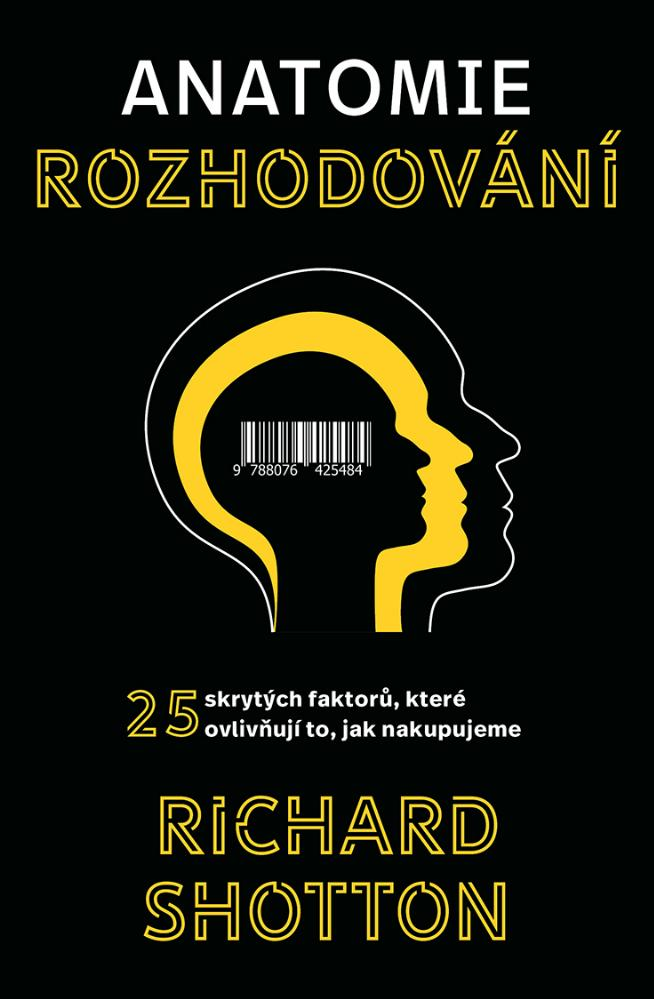 ANATOMIE
ROZHODOVÁNÍ
9 788076 425484
25 skrytých faktorů, které
ovlivňují to, jak nakupujeme
RICHARD
SHOTTON